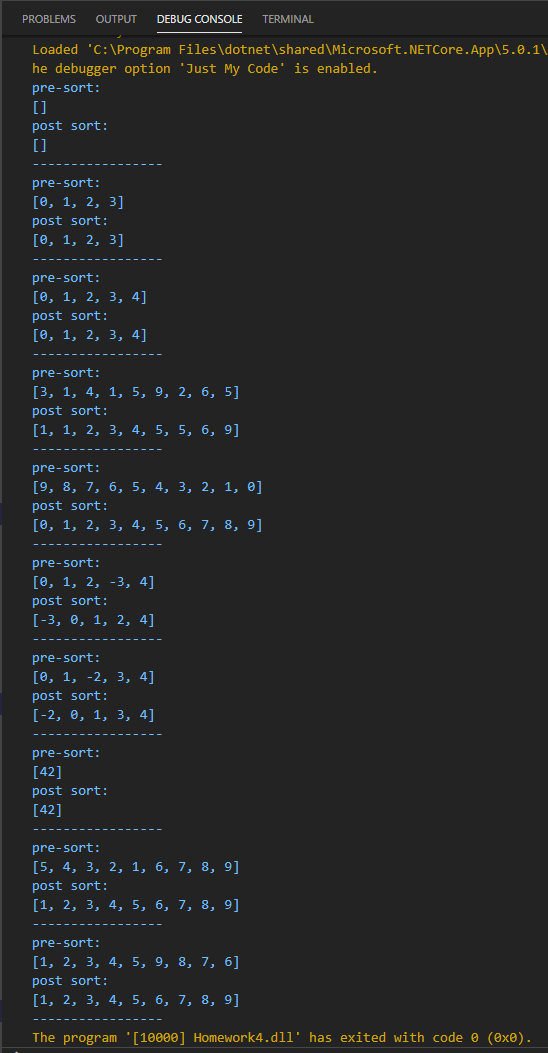 PROBLEMS OUTPUT DEBUG CONSOLE TERMINAL
Loaded 'C:\Program Files\dotnet\shared\Microsoft.NETCore.App\5.0.1\
he debugger option 'Just My Code' is enabled.
pre-sort:
[]
post sort:
[]
-----------------
pre-sort:
[0, 1, 2, 3]
post sort:
[0, 1, 2, 3]
-----------------
pre-sort:
[0, 1, 2, 3, 4]
post sort:
[0, 1, 2, 3, 4]
-----------------
pre-sort:
[3, 1, 4, 1, 5, 9, 2, 6, 5]
post sort:
[1, 1, 2, 3, 4, 5, 5, 6, 9]
-----------------
pre-sort:
[9, 8, 7, 6, 5, 4, 3, 2, 1, 0]
post sort:
[0, 1, 2, 3, 4, 5, 6, 7, 8, 9]
-----------------
pre-sort:
[0, 1, 2, -3, 4]
post sort:
[-3, 0, 1, 2, 4]
-----------------
pre-sort:
[0, 1, -2, 3, 4]
post sort:
[-2, 0, 1, 3, 4]
-----------------
pre-sort:
[42]
post sort:
[42]
-----------------
pre-sort:
[5, 4, 3, 2, 1, 6, 7, 8, 9]
post sort:
[1, 2, 3, 4, 5, 6, 7, 8, 9]
-----------------
pre-sort:
[1, 2, 3, 4, 5, 9, 8, 7, 6]
post sort:
[1, 2, 3, 4, 5, 6, 7, 8, 9]
-----------------
The program '[10000] Homework4.dll' has exited with code 0 (0x0).